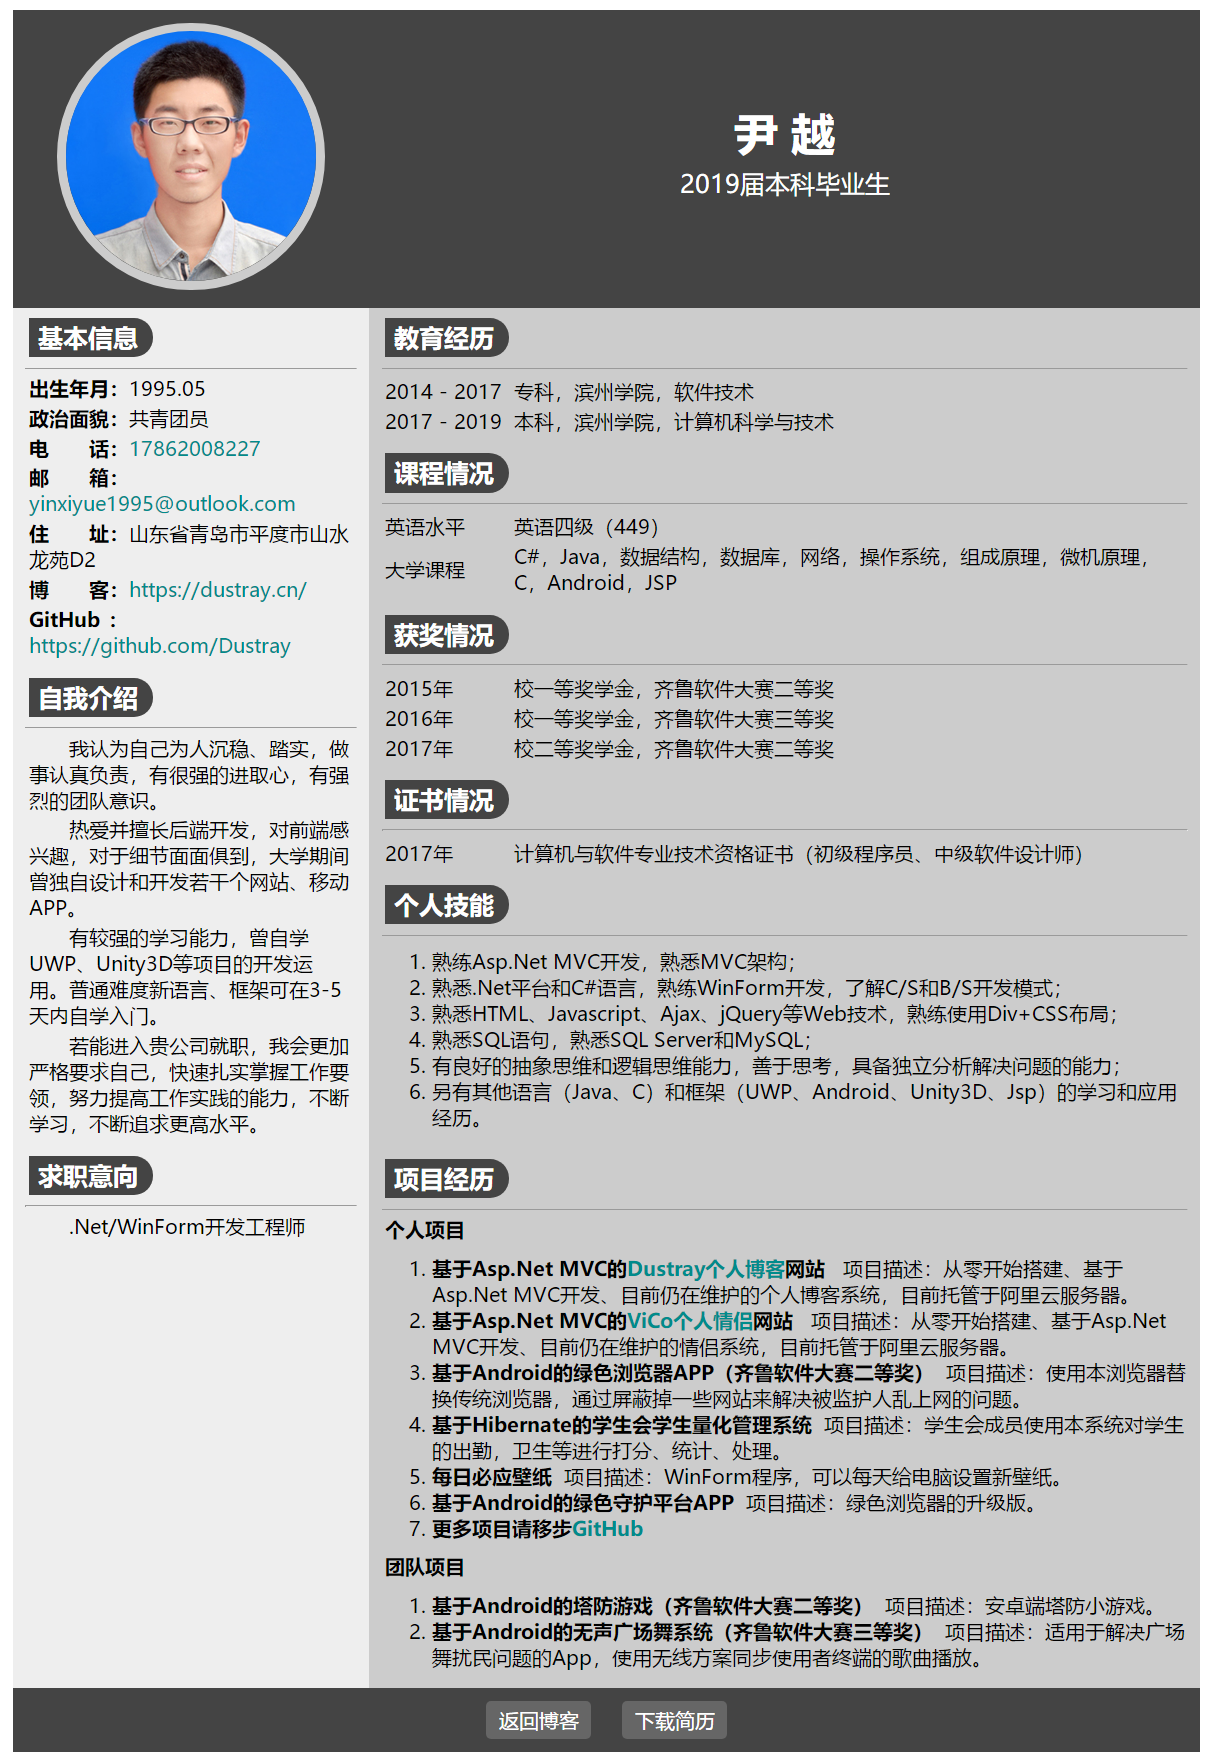 尹 越
2019届本科毕业生
基本信息
出生年月：1995.05
政治面貌：共青团员
电　　话：17862008227
邮　　箱：
yinxiyue1995@outlook.com
住　　址：山东省青岛市平度市山水
龙苑D2
博　　客：https://dustray.cn/
GitHub ：
https://github.com/Dustray
自我介绍
我认为自己为人沉稳、踏实，做
事认真负责，有很强的进取心，有强
烈的团队意识。
热爱并擅长后端开发，对前端感
兴趣，对于细节面面俱到，大学期间
曾独自设计和开发若干个网站、移动
APP。
有较强的学习能力，曾自学
UWP、Unity3D等项目的开发运
用。普通难度新语言、框架可在3-5
天内自学入门。
若能进入贵公司就职，我会更加
严格要求自己，快速扎实掌握工作要
领，努力提高工作实践的能力，不断
学习，不断追求更高水平。
求职意向
.Net/WinForm开发工程师
教育经历
2014 - 2017 专科，滨州学院，软件技术
2017 - 2019 本科，滨州学院，计算机科学与技术
课程情况
英语水平 英语四级（449）
大学课程 C#，Java，数据结构，数据库，网络，操作系统，组成原理，微机原理，
C，Android，JSP
获奖情况
2015年 校一等奖学金，齐鲁软件大赛二等奖
2016年 校一等奖学金，齐鲁软件大赛三等奖
2017年 校二等奖学金，齐鲁软件大赛二等奖
证书情况
2017年 计算机与软件专业技术资格证书（初级程序员、中级软件设计师）
个人技能
1. 熟练Asp.Net MVC开发，熟悉MVC架构；
2. 熟悉.Net平台和C#语言，熟练WinForm开发，了解C/S和B/S开发模式；
3. 熟悉HTML、Javascript、Ajax、jQuery等Web技术，熟练使用Div+CSS布局；
4. 熟悉SQL语句，熟悉SQL Server和MySQL；
5. 有良好的抽象思维和逻辑思维能力，善于思考，具备独立分析解决问题的能力；
6. 另有其他语言（Java、C）和框架（UWP、Android、Unity3D、Jsp）的学习和应用
经历。
项目经历
个人项目
1. 基于Asp.Net MVC的Dustray个人博客网站 项目描述：从零开始搭建、基于
Asp.Net MVC开发、目前仍在维护的个人博客系统，目前托管于阿里云服务器。
2. 基于Asp.Net MVC的ViCo个人情侣网站 项目描述：从零开始搭建、基于Asp.Net
MVC开发、目前仍在维护的情侣系统，目前托管于阿里云服务器。
3. 基于Android的绿色浏览器APP（齐鲁软件大赛二等奖） 项目描述：使用本浏览器替
换传统浏览器，通过屏蔽掉一些网站来解决被监护人乱上网的问题。
4. 基于Hibernate的学生会学生量化管理系统 项目描述：学生会成员使用本系统对学生
的出勤，卫生等进行打分、统计、处理。
5. 每日必应壁纸 项目描述：WinForm程序，可以每天给电脑设置新壁纸。
6. 基于Android的绿色守护平台APP 项目描述：绿色浏览器的升级版。
7. 更多项目请移步GitHub
团队项目
1. 基于Android的塔防游戏（齐鲁软件大赛二等奖） 项目描述：安卓端塔防小游戏。
2. 基于Android的无声广场舞系统（齐鲁软件大赛三等奖） 项目描述：适用于解决广场
舞扰民问题的App，使用无线方案同步使用者终端的歌曲播放。
返回博客 下载简历